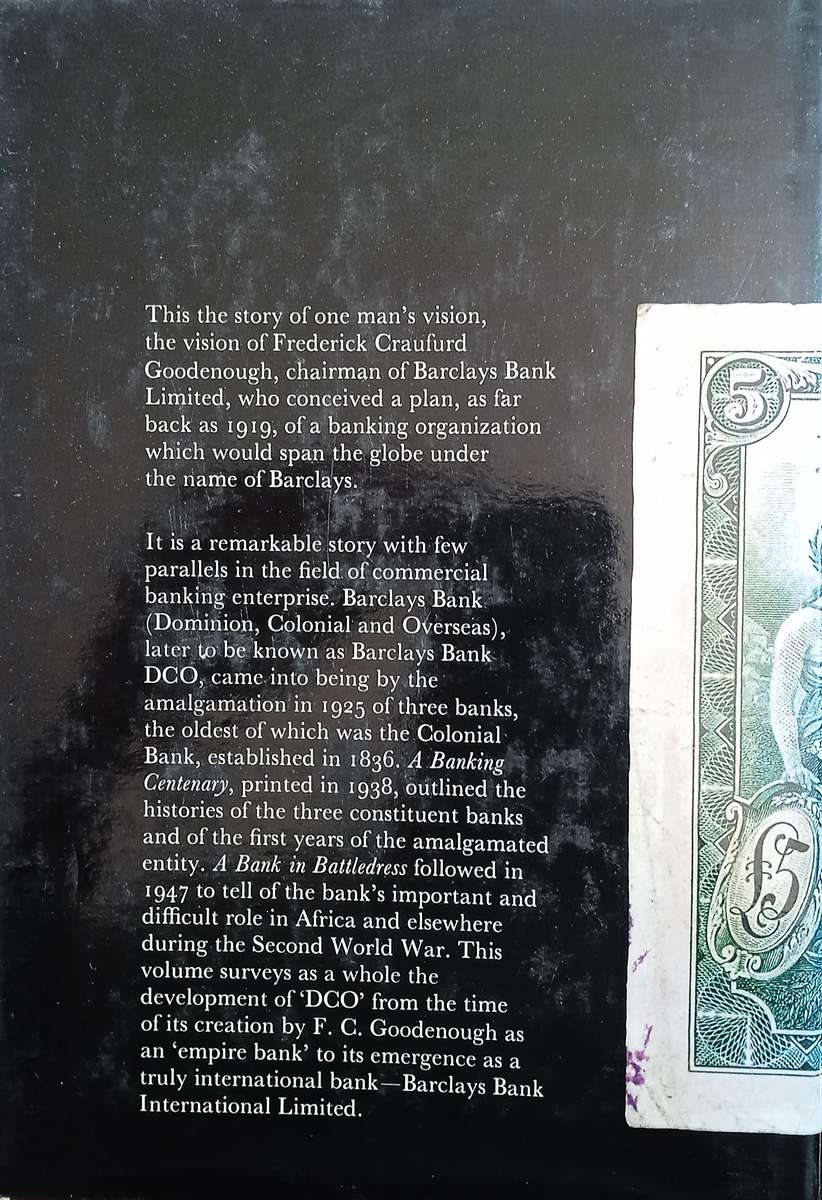 This the story of one man's vision,
the vision of Frederick Craufurd
Goodenough, chairman of Barclays Bank
Limited, who conceived a plan, as far
back as 1919, of a banking organization
which would span the globe under
the name of Barclays.
It is a remarkable story with few
parallels in the field of commercial
banking enterprise. Barclays Bank
(Dominion, Colonial and Overseas),
later to be known as Barclays Bank
DCO, came into being by the
amalgamation in 1925 of three banks,
the oldest of which was the Colonial
Bank, established in 1836. A Banking
Centenary, printed in 1938, outlined the
histories of the three constituent banks
and of the first years of the amalgamated
entity. A Bank in Battledress followed in
1947 to tell of the bank's important and
difficult role in Africa and elsewhere
during the Second World War. This
volume surveys as a whole the
development of 'DCO' from the time
of its creation by F. C. Goodenough as
an 'empire bank' to its emergence as a
truly international bank—Barclays Bank
International Limited.
5
£5